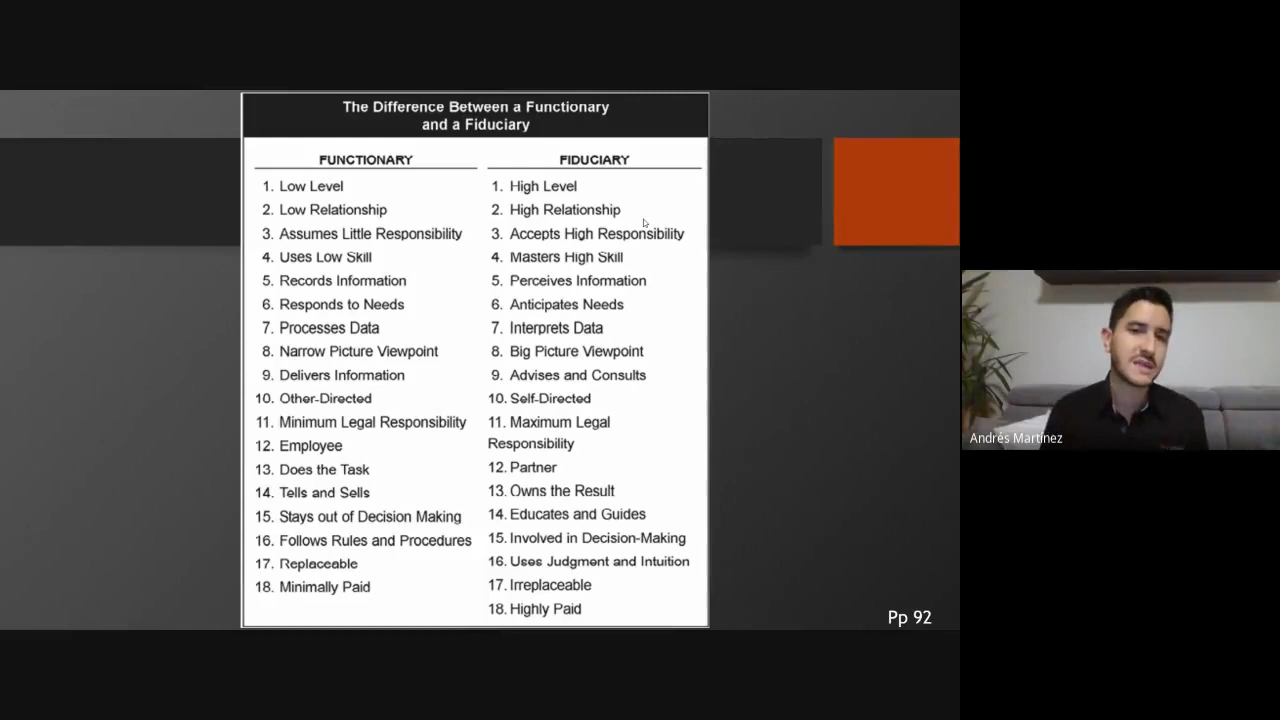 The Difference Between a Functionary
and a Fiduciary
FUNCTIONARY
1. Low Level
2. Low Relationship
3. Assumes Little Responsibility
4. Uses Low Skill
5. Records Information
6. Responds to Needs
7. Processes Data
8. Narrow Picture Viewpoint
9. Delivers Information
10. Other-Directed
11. Minimum Legal Responsibility
12. Employee
13. Does the Task
14. Tells and Sells
15. Stays out of Decision Making
16. Follows Rules and Procedures
17. Replaceable
18. Minimally Paid
FIDUCIARY
1. High Level
2. High Relationship
3. Accepts High Responsibility
4. Masters High Skill
5. Perceives Information
6. Anticipates Needs
7. Interprets Data
8. Big Picture Viewpoint
9. Advises and Consults
10. Self-Directed
11. Maximum Legal
Responsibility
12. Partner
13. Owns the Result
14. Educates and Guides
15. Involved in Decision-Making
16. Uses Judgment and Intuition
17. Irreplaceable
18. Highly Paid
Pp 92
Andrés Martínez